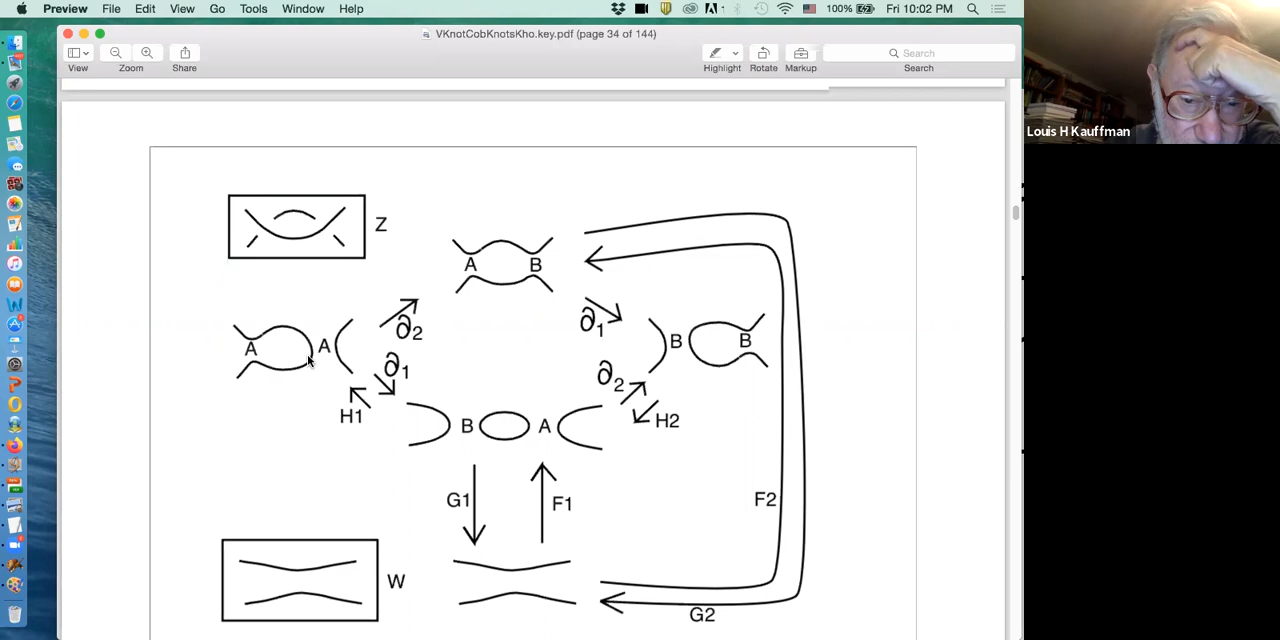 Preview File Edit View Go Tools Window Help 100% Fri 10:02 PM
VKnotCobKnotsKho.key.pdf (page 34 of 144)
View Zoom Share Highlight Rotate Markup Search
Search
Louis H Kauffman
Z
A B
∂2 ∂1
A A B B
∂1 ∂2
H1 H2
B A
G1 F1 F2
W
G2